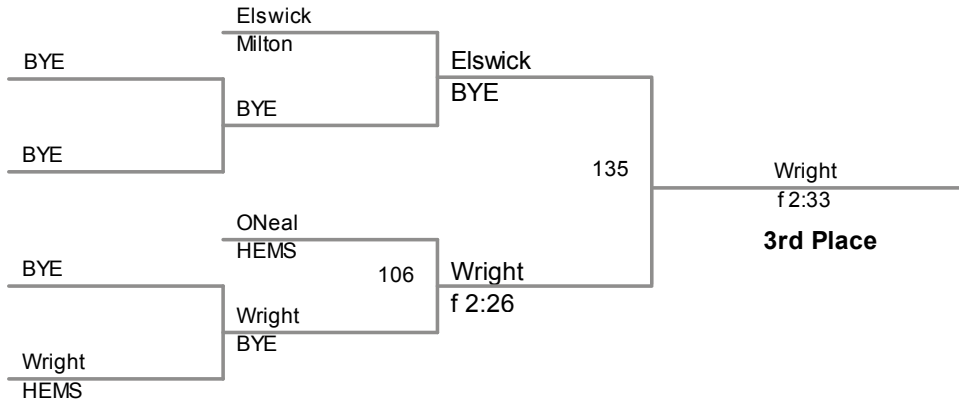 Elswick
Milton
BYE
Elswick
BYE
BYE
BYE
135
Wright
f 2:33
3rd Place
ONeal
HEMS
BYE
106
Wright
f 2:26
Wright
BYE
Wright
HEMS